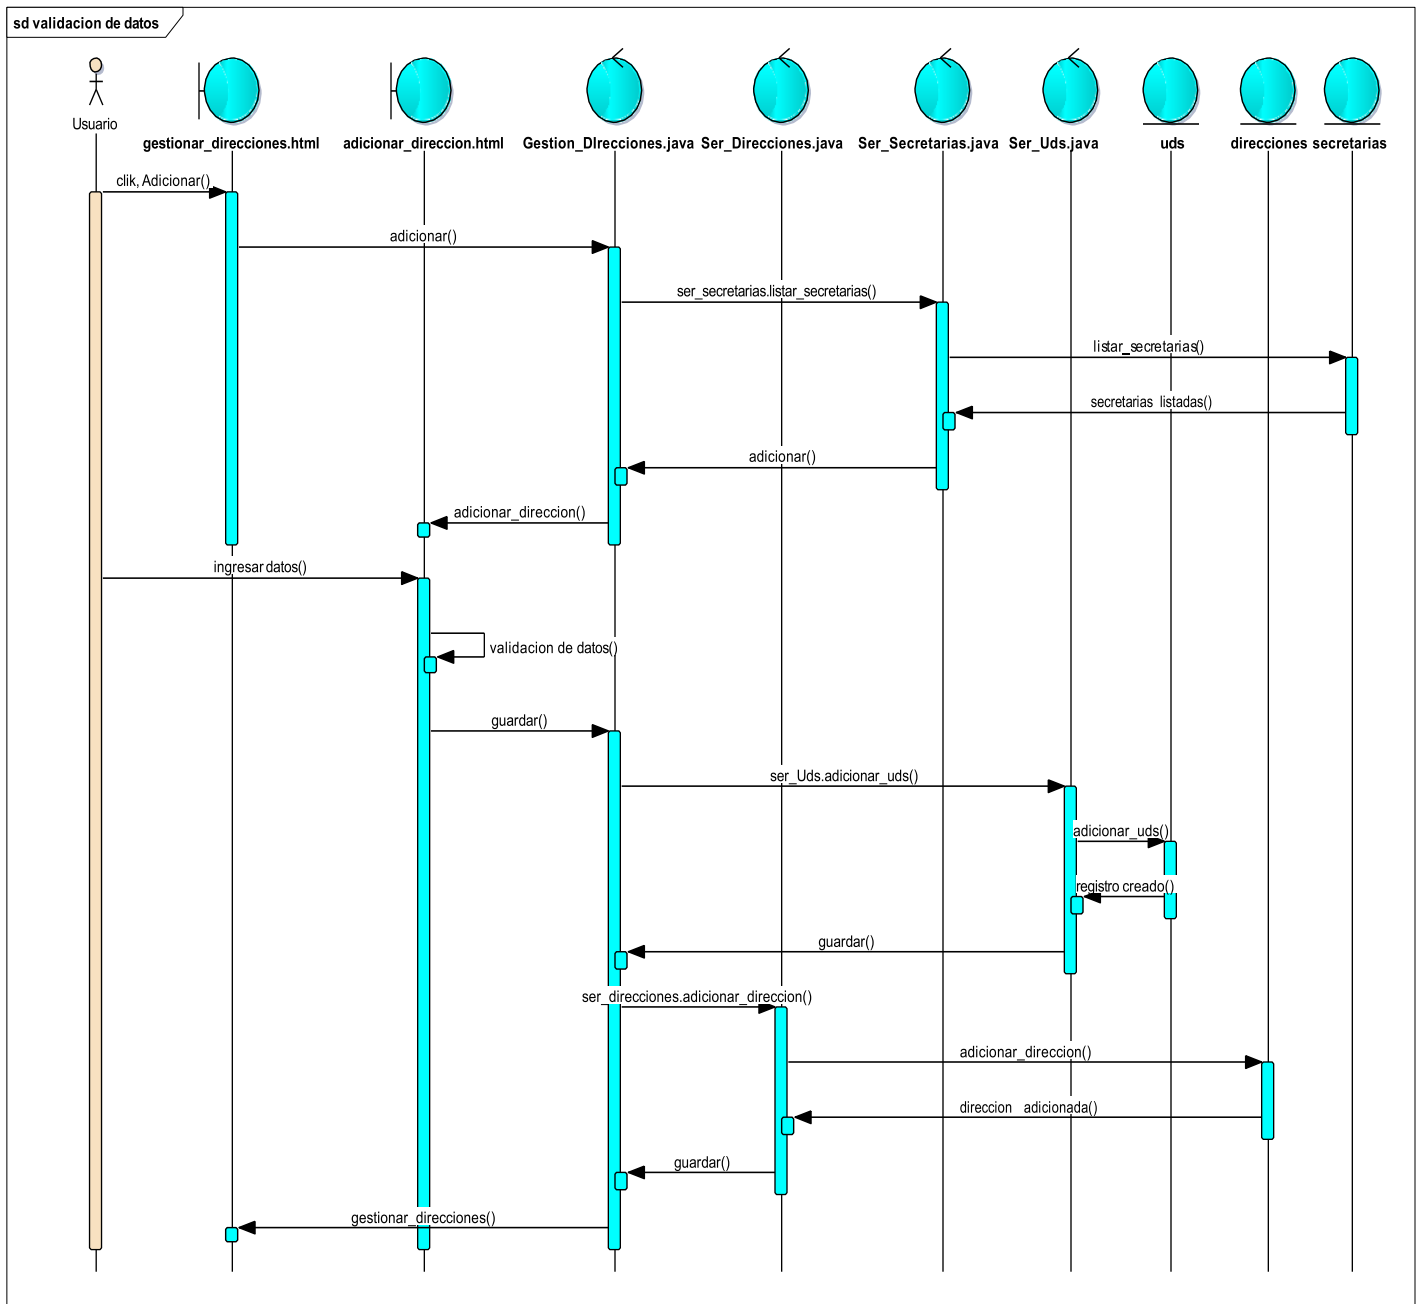 sd validacion de datos
Usuario
gestionar_direcciones.html
adicionar_direccion.html
Gestion_DIrecciones.java
Ser_Direcciones.java
Ser_Secretarias.java
Ser_Uds.java
uds
direcciones
secretarias
clik, Adicionar()
adicionar()
ser_secretarias.listar_secretarias()
listar_secretarias()
secretarias listadas()
adicionar()
adicionar_direccion()
ingresar datos()
validacion de datos()
guardar()
ser_Uds.adicionar_uds()
adicionar_uds()
registro creado()
guardar()
ser_direcciones.adicionar_direccion()
adicionar_direccion()
direccion adicionada()
guardar()
gestionar_direcciones()